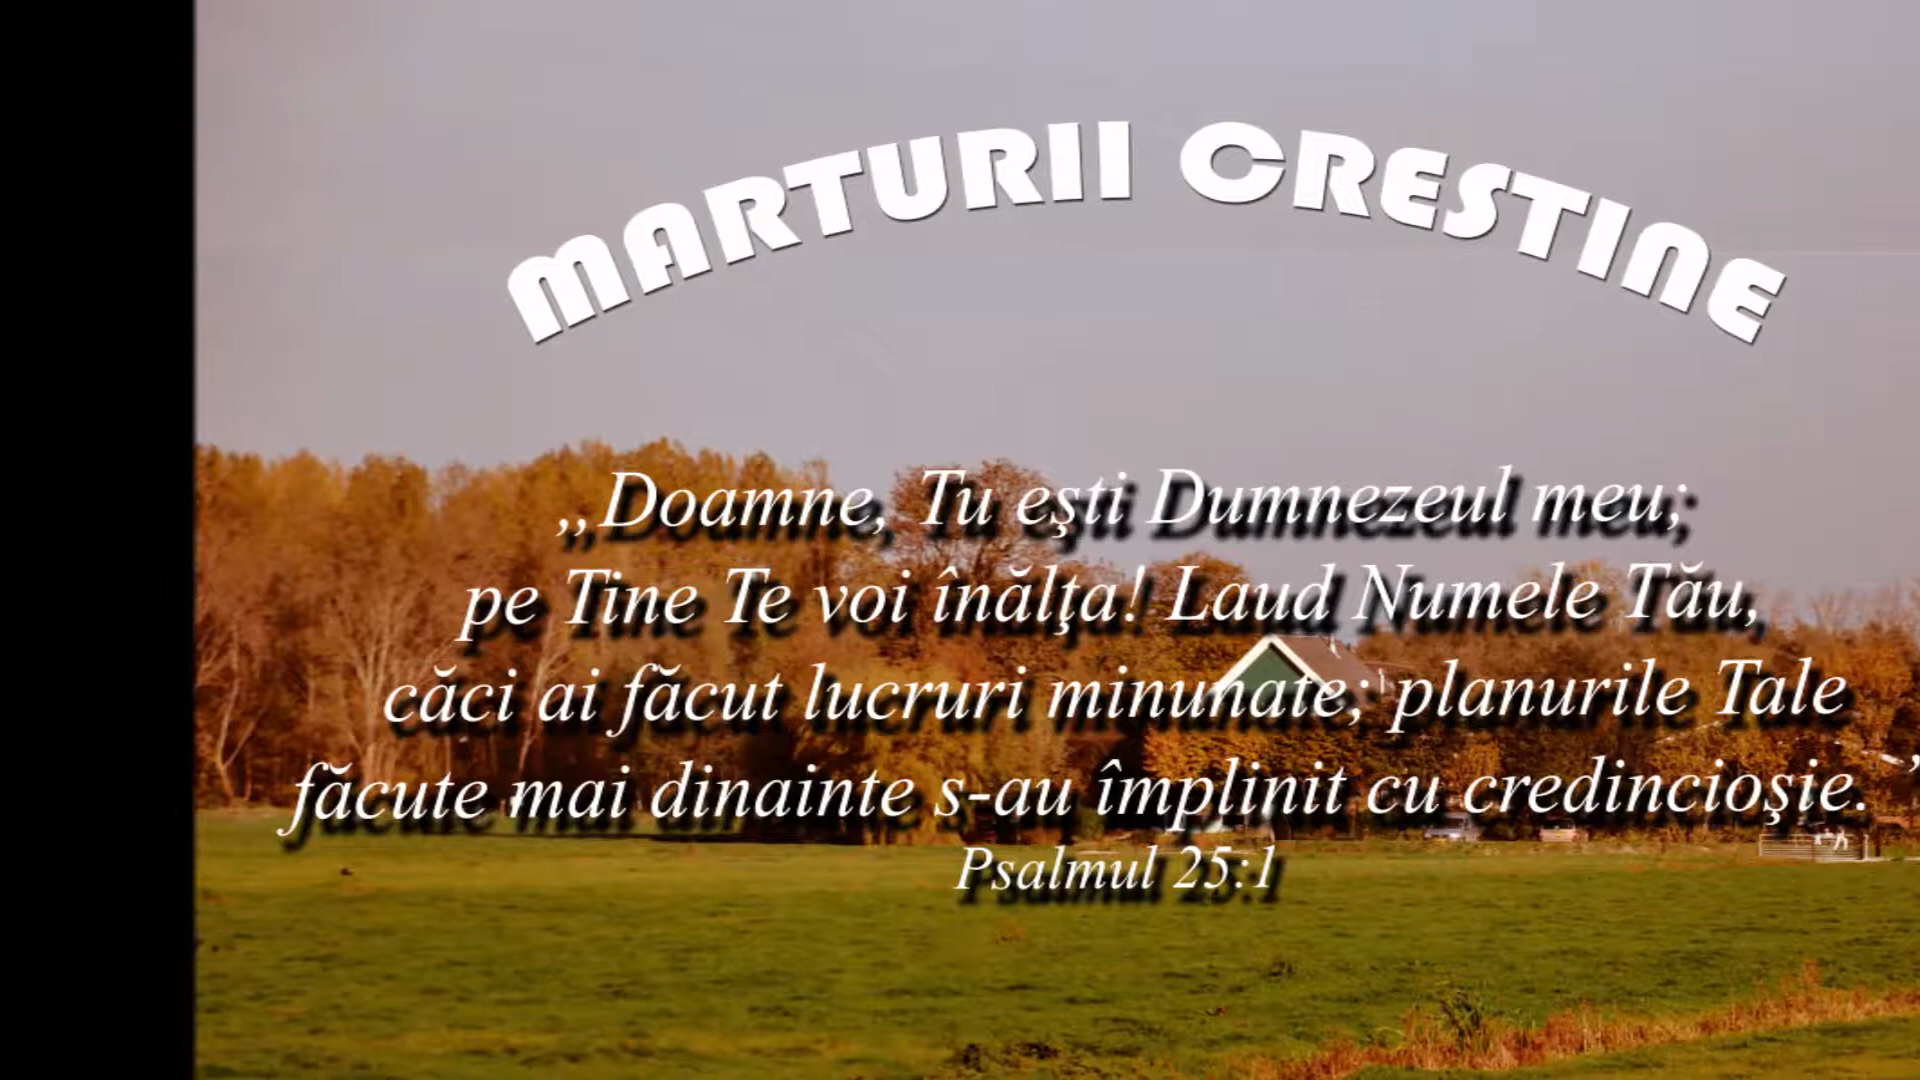 MARTURII CRESTINE
„Doamne, Tu eşti Dumnezeul meu;
pe Tine Te voi înălţa! Laud Numele Tău,
căci ai făcut lucruri minunate; planurile Tale
făcute mai dinainte s-au împlinit cu credincioşie. ”
Psalmul 25:1